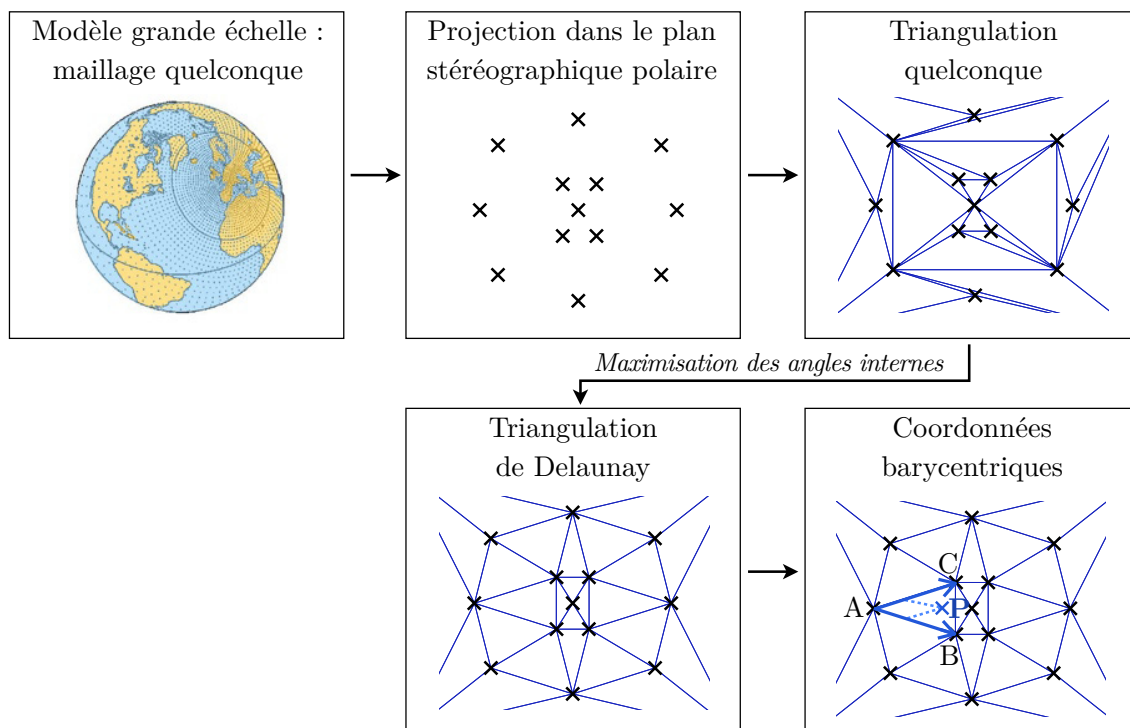 Modèle grande échelle :
maillage quelconque
Projection dans le plan
stéréographique polaire
Triangulation
quelconque
Maximisation des angles internes
Triangulation
de Delaunay
Coordonnées
barycentriques
C
A
P
B